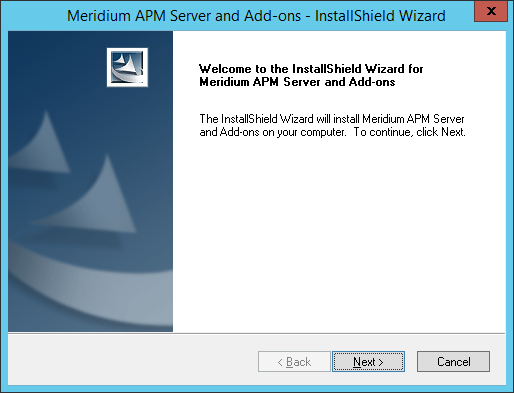 Meridium APM Server and Add-ons - InstallShield Wizard
x
Welcome to the InstallShield Wizard for
Meridium APM Server and Add-ons
The InstallShield Wizard will install Meridium APM Server
and Add-ons on your computer. To continue, click Next.
< Back
Next >
Cancel